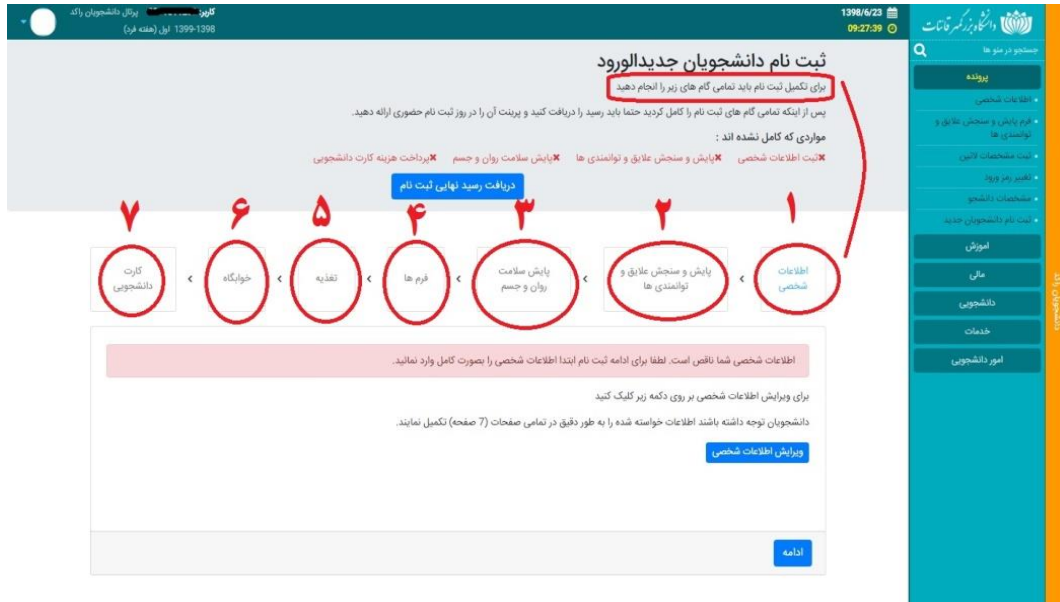 دانشگاه بزرگمهر قائنات
1398/6/23
09:27:39
کاربر:
پرتال دانشجویان راکد
1399-1398 اول (هفته فرد)
جستجو در منو ها
پرونده
اطلاعات شخصی
فرم پایش و سنجش علایق و
توانمندی ها
ثبت مشخصات لاتین
تغییر رمز ورود
مشخصات دانشجو
ثبت نام دانشجویان جدید
آموزش
مالی
دانشجویی
خدمات
امور دانشجویی
ثبت نام دانشجویان جدیدالورود
برای تکمیل ثبت نام باید تمامی گام های زیر را انجام دهید
پس از اینکه تمامی گام های ثبت نام را کامل کردید حتما باید رسید را دریافت کنید و پرینت آن را در روز ثبت نام حضوری ارائه دهید.
مواردی که کامل نشده اند :
×ثبت اطلاعات شخصی ×پایش و سنجش علایق و توانمندی ها ×پایش سلامت روان و جسم ×پرداخت هزینه کارت دانشجویی
دریافت رسید نهایی ثبت نام
۱ ۲ ۳ ۴ ۵ ۶ ۷
اطلاعات
شخصی
پایش و سنجش علایق و
توانمندی ها
پایش سلامت
روان و جسم
فرم ها
تغذیه
خوابگاه
کارت
دانشجویی
اطلاعات شخصی شما ناقص است. لطفا برای ادامه ثبت نام ابتدا اطلاعات شخصی را بصورت کامل وارد نمائید.
برای ویرایش اطلاعات شخصی بر روی دکمه زیر کلیک کنید
دانشجویان توجه داشته باشند اطلاعات خواسته شده را به طور دقیق در تمامی صفحات (7 صفحه) تکمیل نمایند.
ویرایش اطلاعات شخصی
ادامه